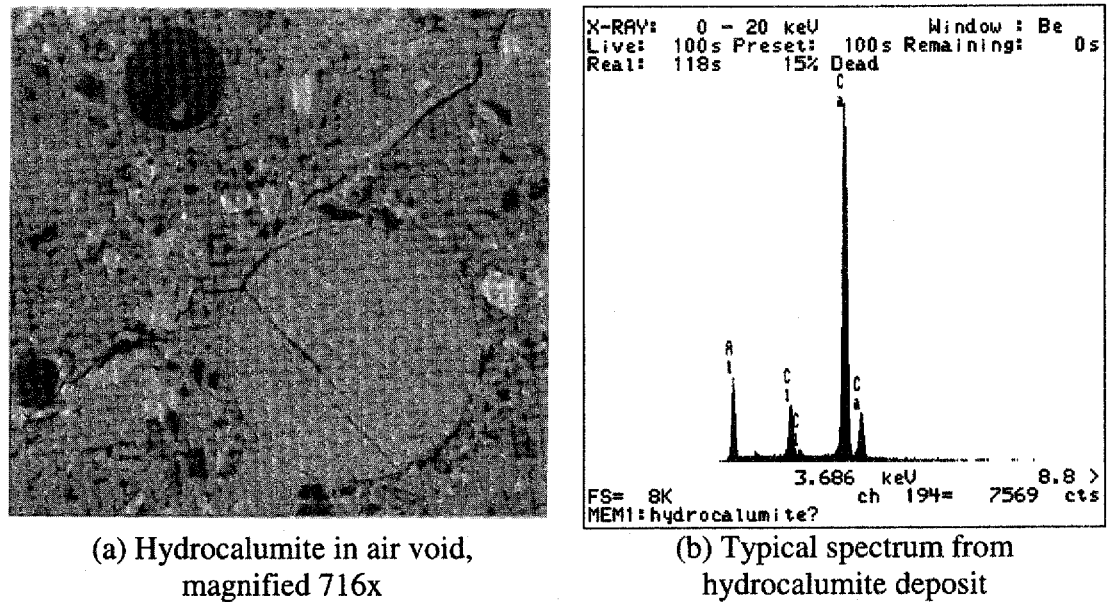 X-RAY: 0 - 20 keV Window : Be
Live: 100s Preset: 100s Remaining: 0s
Real: 118s 15% Dead
C
a
A
l
C
l
C
l
C
a
3.686 keV 8.8 >
FS= 8K ch 194= 7569 cts
MEM1:hydrocalumite?
(a) Hydrocalumite in air void,
magnified 716x
(b) Typical spectrum from
hydrocalumite deposit